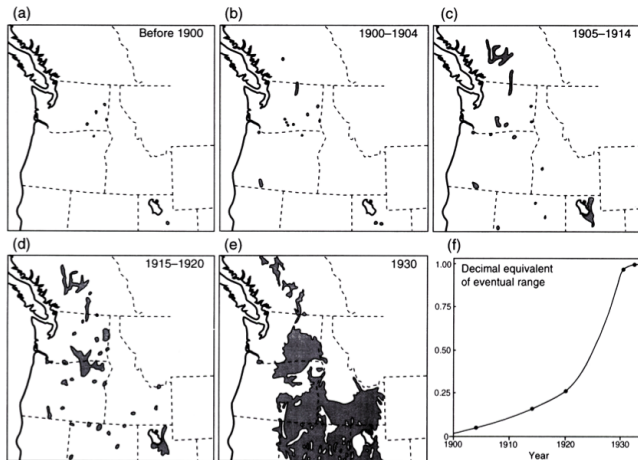 (a)
Before 1900
(b)
1900–1904
(c)
1905–1914
(d)
1915–1920
(e)
1930
(f)
Decimal equivalent
of eventual range
1.00
0.75
0.50
0.25
0
1900
1910
1920
1930
Year